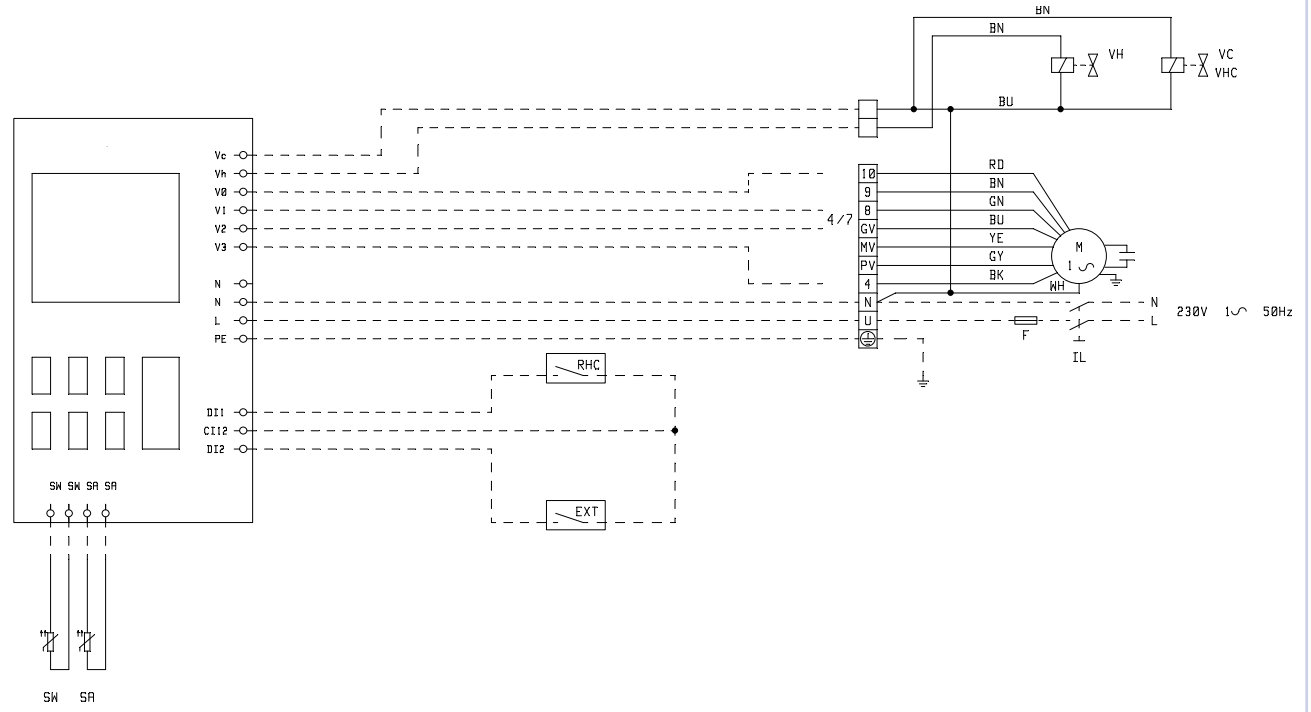 BN
BN
VH
VC
VHC
BU
Vc
Vh
V0
V1
V2
V3
N
N
L
PE
4/7
10
9
8
GV
MV
PV
4
N
U
RD
BN
GN
BU
YE
GY
BK
WH
M
1
N
L
230V 1 50Hz
F
IL
RHC
DI1
CI12
DI2
EXT
SW SW SA SA
SW SA